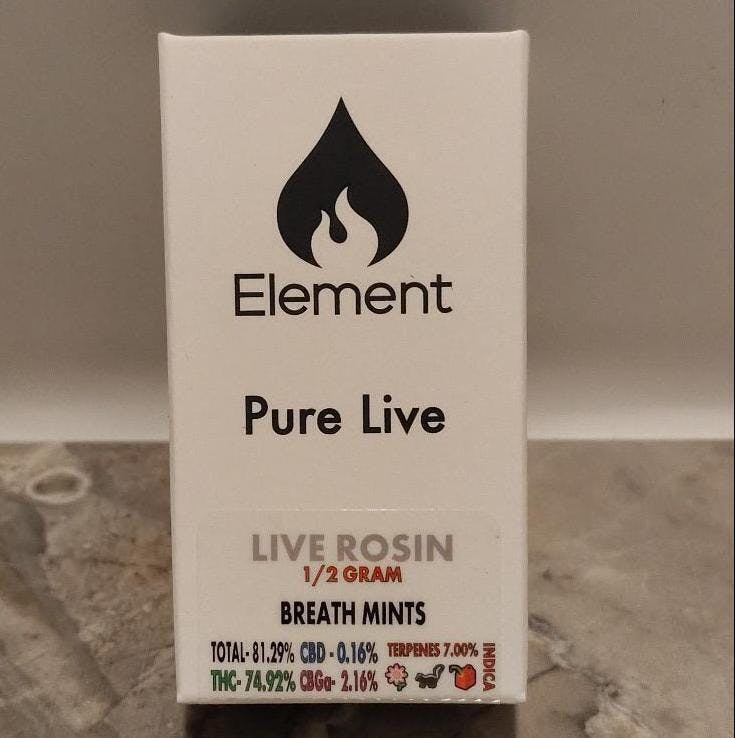 Element
Pure Live
LIVE ROSIN
1/2 GRAM
BREATH MINTS
TOTAL- 81.29% CBD - 0.16% TERPENES 7.00%
THC- 74.92% CBGa- 2.16%
INDICA